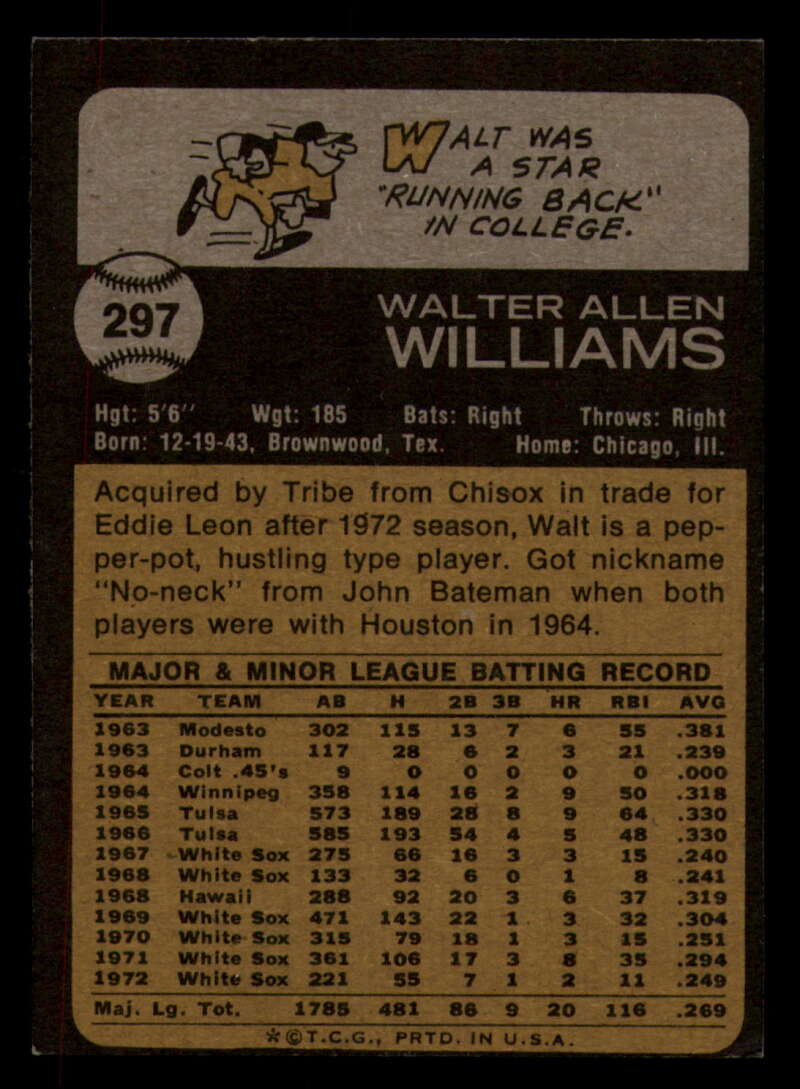 WALT WAS
A STAR
"RUNNING BACK"
IN COLLEGE.
297
WALTER ALLEN
WILLIAMS
Hgt: 5'6" Wgt: 185 Bats: Right Throws: Right
Born: 12-19-43, Brownwood, Tex. Home: Chicago, Ill.
Acquired by Tribe from Chisox in trade for
Eddie Leon after 1972 season, Walt is a pep-
per-pot, hustling type player. Got nickname
"No-neck" from John Bateman when both
players were with Houston in 1964.
MAJOR & MINOR LEAGUE BATTING RECORD
YEAR TEAM AB H 2B 3B HR RBI AVG
1963 Modesto 302 115 13 7 6 55 .381
1963 Durham 117 28 6 2 3 21 .239
1964 Colt .45's 9 0 0 0 0 0 .000
1964 Winnipeg 358 114 16 2 9 50 .318
1965 Tulsa 573 189 28 8 9 64 .330
1966 Tulsa 585 193 54 4 5 48 .330
1967 White Sox 275 66 16 3 3 15 .240
1968 White Sox 133 32 6 0 1 8 .241
1968 Hawaii 288 92 20 3 6 37 .319
1969 White Sox 471 143 22 1 3 32 .304
1970 White Sox 315 79 18 1 3 15 .251
1971 White Sox 361 106 17 3 8 35 .294
1972 White Sox 221 55 7 1 2 11 .249
Maj. Lg. Tot. 1785 481 86 9 20 116 .269
*©T.C.G., PRTD. IN U.S.A.